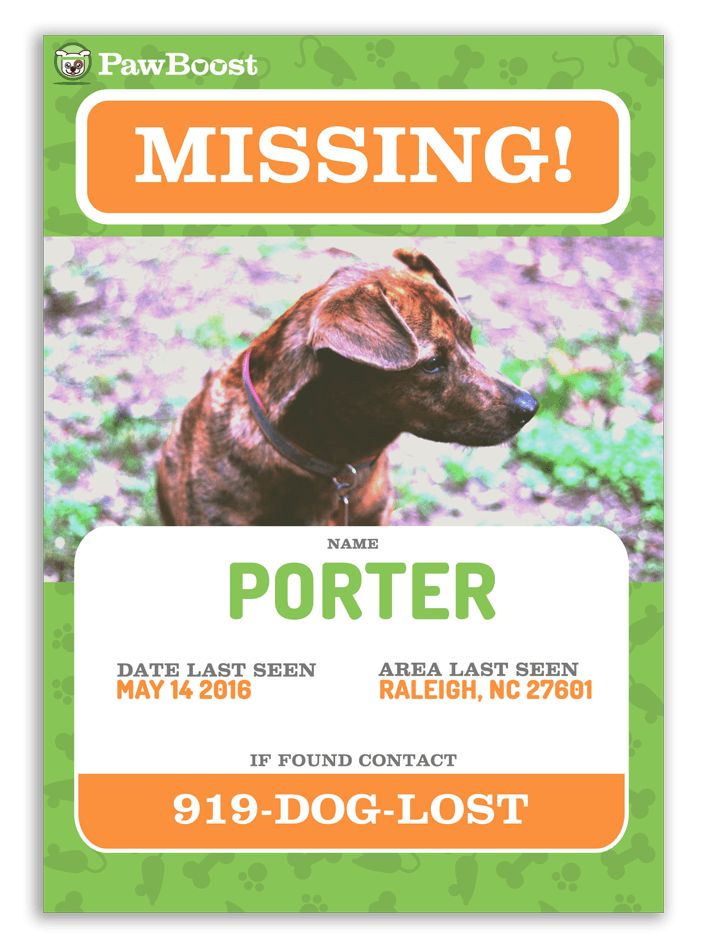 PawBoost
MISSING!
NAME
PORTER
DATE LAST SEEN
MAY 14 2016
AREA LAST SEEN
RALEIGH, NC 27601
IF FOUND CONTACT
919-DOG-LOST